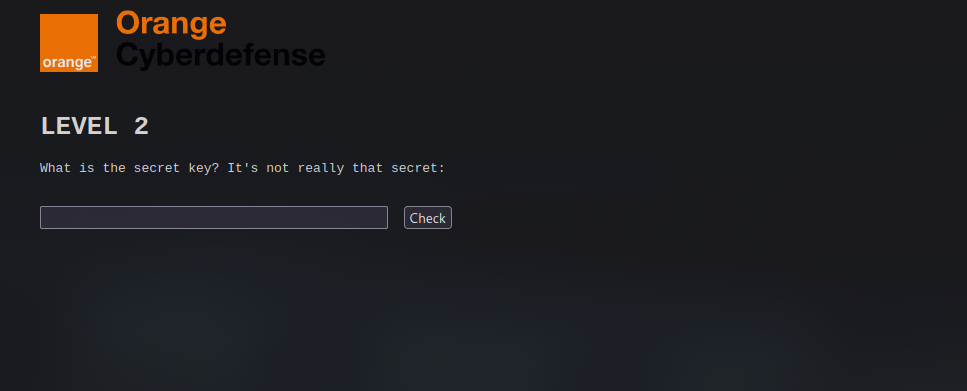 Orange
Cyberdefense
orange™
LEVEL 2
What is the secret key? It's not really that secret:
Check